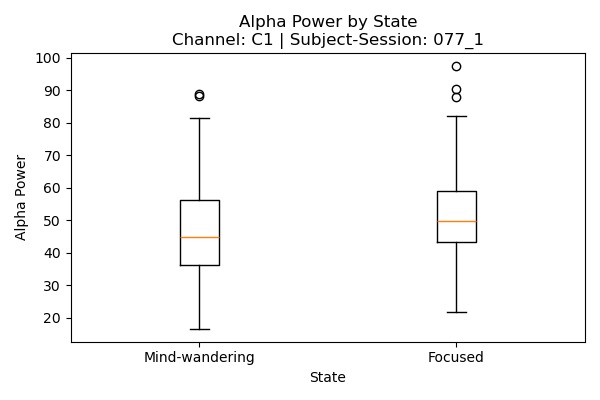 Alpha Power by State
Channel: C1 | Subject-Session: 077_1
Alpha Power
100
90
80
70
60
50
40
30
20
Mind-wandering
Focused
State